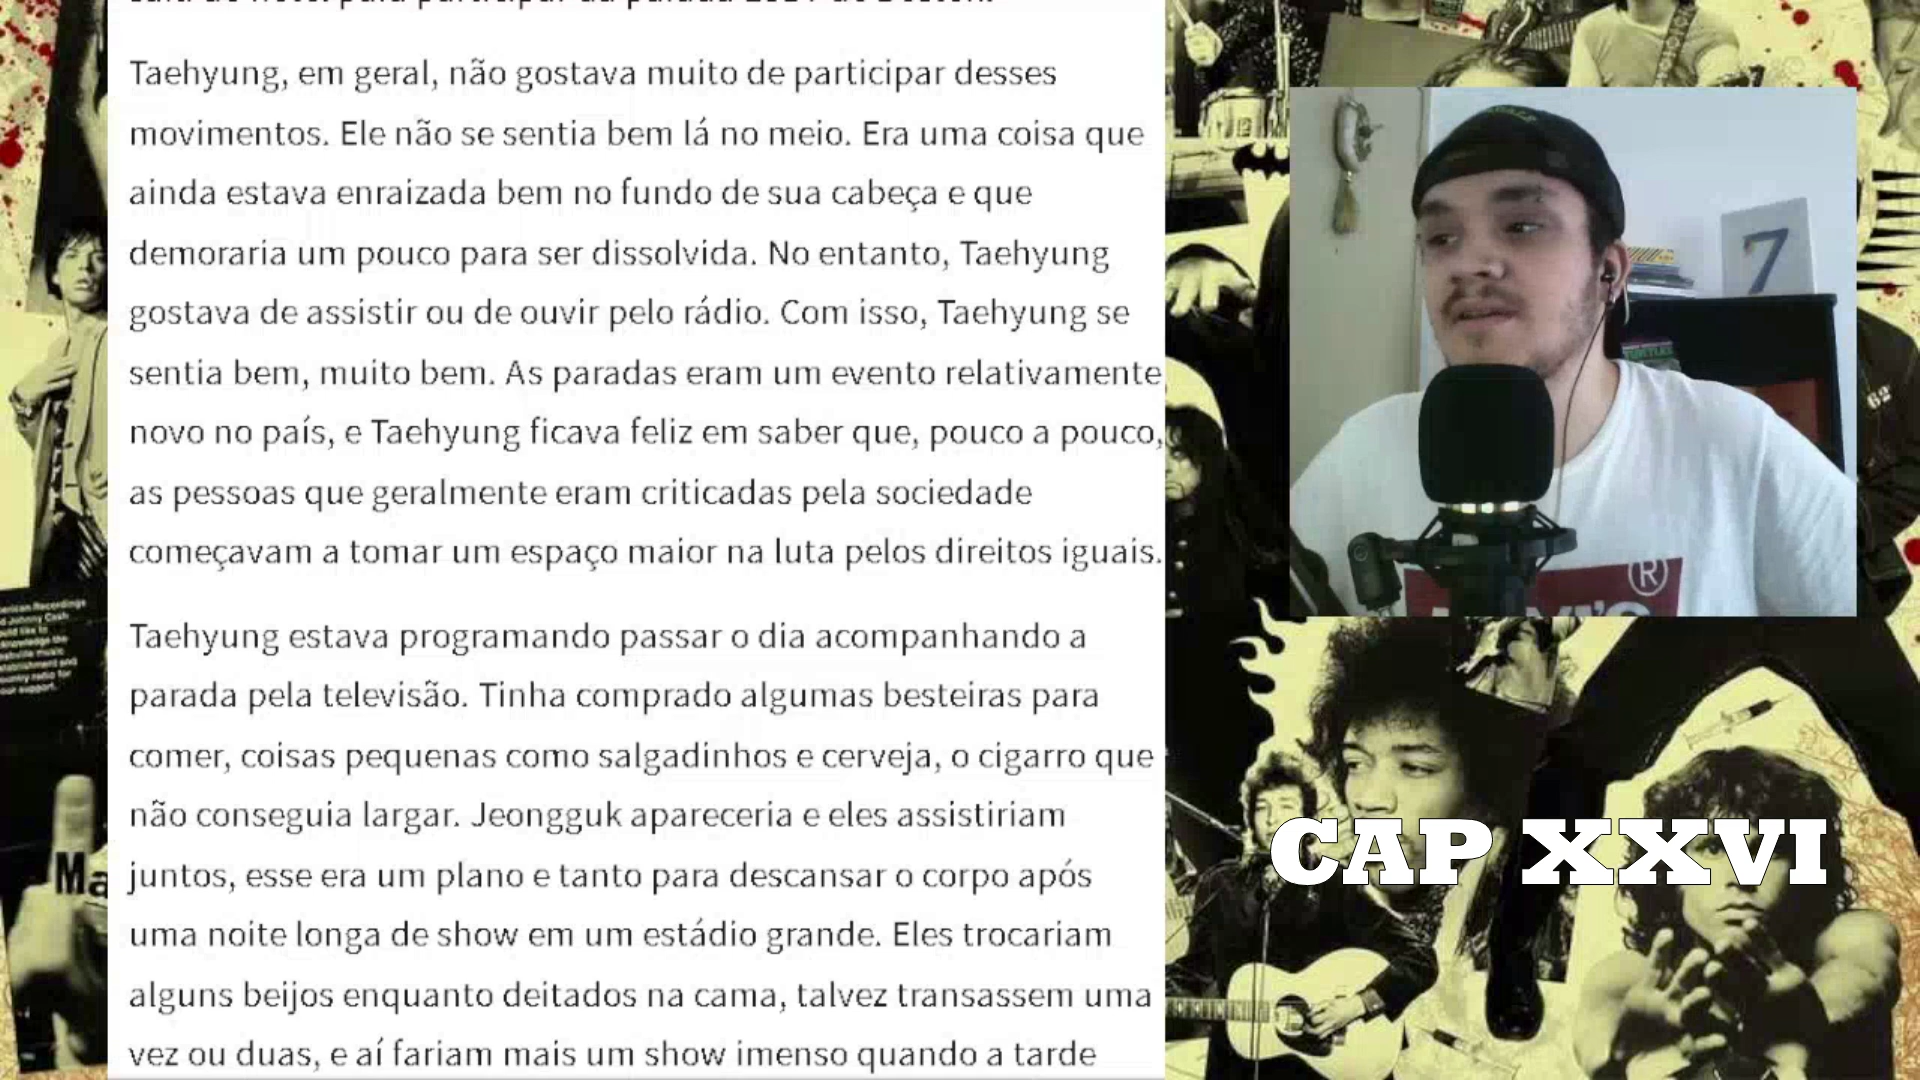 Taehyung, em geral, não gostava muito de participar desses
movimentos. Ele não se sentia bem lá no meio. Era uma coisa que
ainda estava enraizada bem no fundo de sua cabeça e que
demoraria um pouco para ser dissolvida. No entanto, Taehyung
gostava de assistir ou de ouvir pelo rádio. Com isso, Taehyung se
sentia bem, muito bem. As paradas eram um evento relativamente
novo no país, e Taehyung ficava feliz em saber que, pouco a pouco,
as pessoas que geralmente eram criticadas pela sociedade
começavam a tomar um espaço maior na luta pelos direitos iguais.
Taehyung estava programando passar o dia acompanhando a
parada pela televisão. Tinha comprado algumas besteiras para
comer, coisas pequenas como salgadinhos e cerveja, o cigarro que
não conseguia largar. Jeongguk apareceria e eles assistiriam
juntos, esse era um plano e tanto para descansar o corpo após
uma noite longa de show em um estádio grande. Eles trocariam
alguns beijos enquanto deitados na cama, talvez transassem uma
vez ou duas, e aí fariam mais um show imenso quando a tarde
7
®
CAP XXVI
Ma